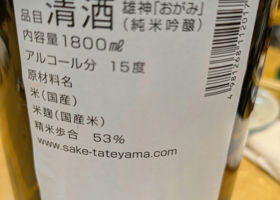 品目 清酒 雄神「おがみ」
(純米吟醸)
内容量1800㎖
アルコール分 15度
原材料名
米(国産)
米麹(国産米)
精米歩合 53%
www.sake-tateyama.com
4981268112017